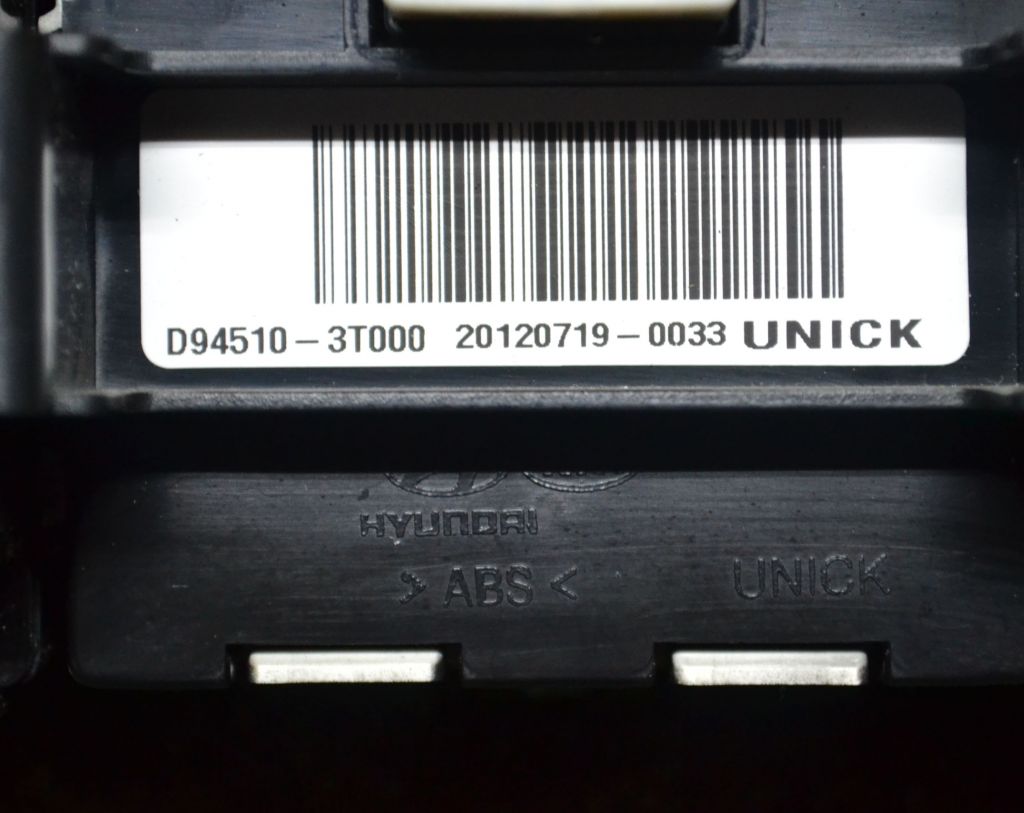 D94510-3T000 20120719-0033 UNICK
HYUNDAI
>ABS< UNICK